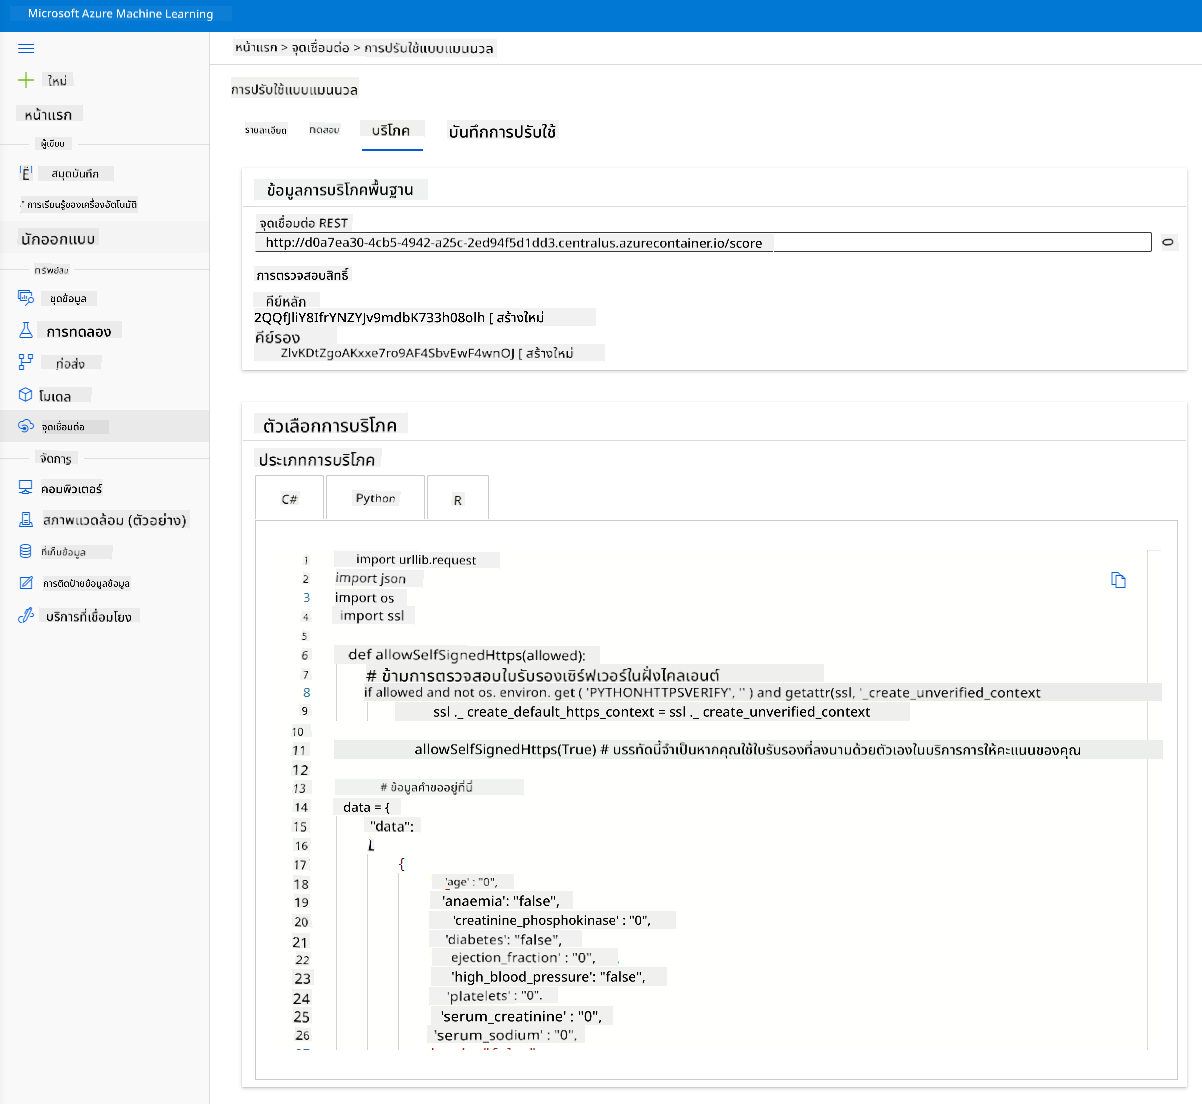 Microsoft Azure Machine Learning
หน้าแรก > จุดเชื่อมต่อ > การปรับใช้แบบแมนนวล
ใหม่
หน้าแรก
ผู้เขียน
สมุดบันทึก
การเรียนรู้ของเครื่องอัตโนมัติ
นักออกแบบ
ทรัพย์สิน
ชุดข้อมูล
การทดลอง
ท่อส่ง
โมเดล
จุดเชื่อมต่อ
จัดการ
คอมพิวเตอร์
สภาพแวดล้อม (ตัวอย่าง)
ที่เก็บข้อมูล
การติดป้ายข้อมูลข้อมูล
บริการที่เชื่อมโยง
การปรับใช้แบบแมนนวล
รายละเอียด ทดสอบ บริโภค บันทึกการปรับใช้
ข้อมูลการบริโภคพื้นฐาน
จุดเชื่อมต่อ REST
http://d0a7ea30-4cb5-4942-a25c-2ed94f5d1dd3.centralus.azurecontainer.io/score
การตรวจสอบสิทธิ์
คีย์หลัก
2QQfJliY8IfrYNZYJv9mdbK733h08olh [ สร้างใหม่
คีย์รอง
ZlvKDtZgoAKxxe7ro9AF4SbvEwF4wnOJ [ สร้างใหม่
ตัวเลือกการบริโภค
ประเภทการบริโภค
C# Python R
1 import urllib.request
2 import json
3 import os
4 import ssl
5
6 def allowSelfSignedHttps(allowed):
7 # ข้ามการตรวจสอบใบรับรองเซิร์ฟเวอร์ในฝั่งไคลเอนต์
8 if allowed and not os. environ. get ( 'PYTHONHTTPSVERIFY', '' ) and getattr(ssl, '_create_unverified_context
9 ssl ._ create_default_https_context = ssl ._ create_unverified_context
10
11 allowSelfSignedHttps(True) # บรรทัดนี้จำเป็นหากคุณใช้ใบรับรองที่ลงนามด้วยตัวเองในบริการการให้คะแนนของคุณ
12
13 # ข้อมูลคำขออยู่ที่นี่
14 data = {
15 "data":
16 [
17 {
18 'age' : "0",
19 'anaemia': "false",
20 'creatinine_phosphokinase' : "0",
21 'diabetes': "false",
22 ejection_fraction' : "0",
23 'high_blood_pressure': "false",
24 'platelets' : "0".
25 'serum_creatinine' : "0",
26 'serum_sodium' : "0",